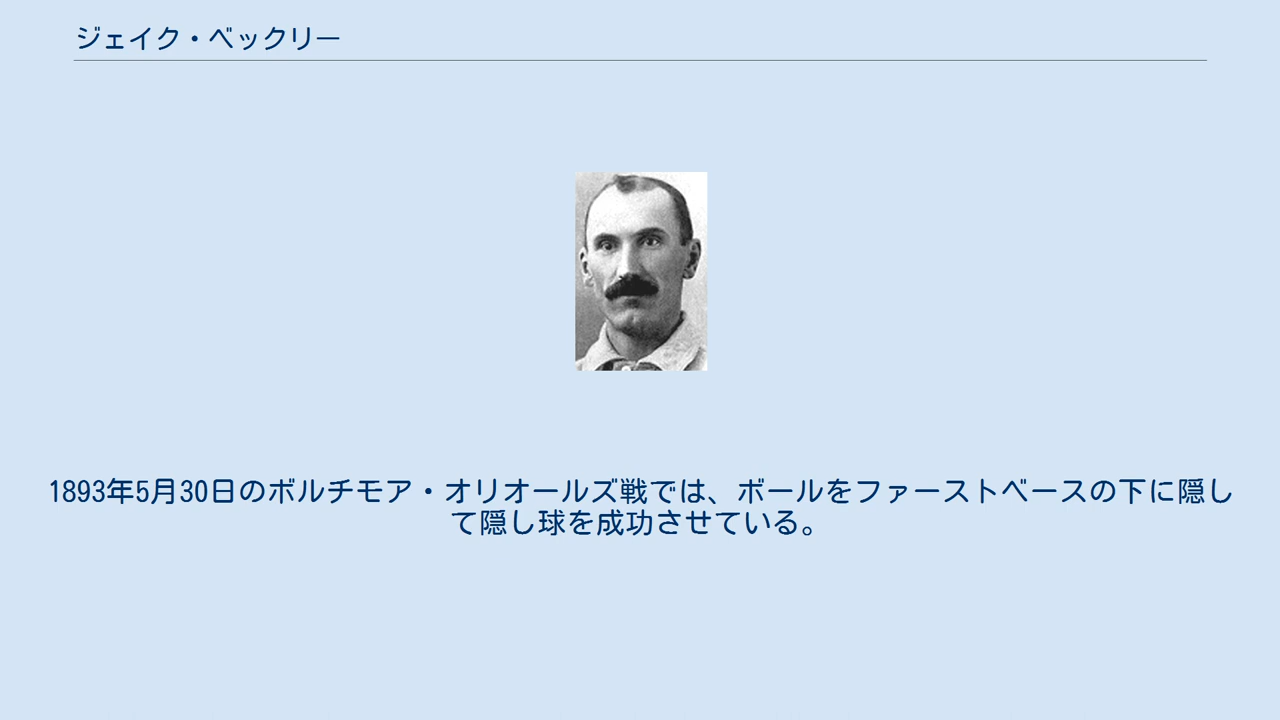 ジェイク・ベックリー
1893年5月30日のボルチモア・オリオールズ戦では、ボールをファーストベースの下に隠し
て隠し球を成功させている。